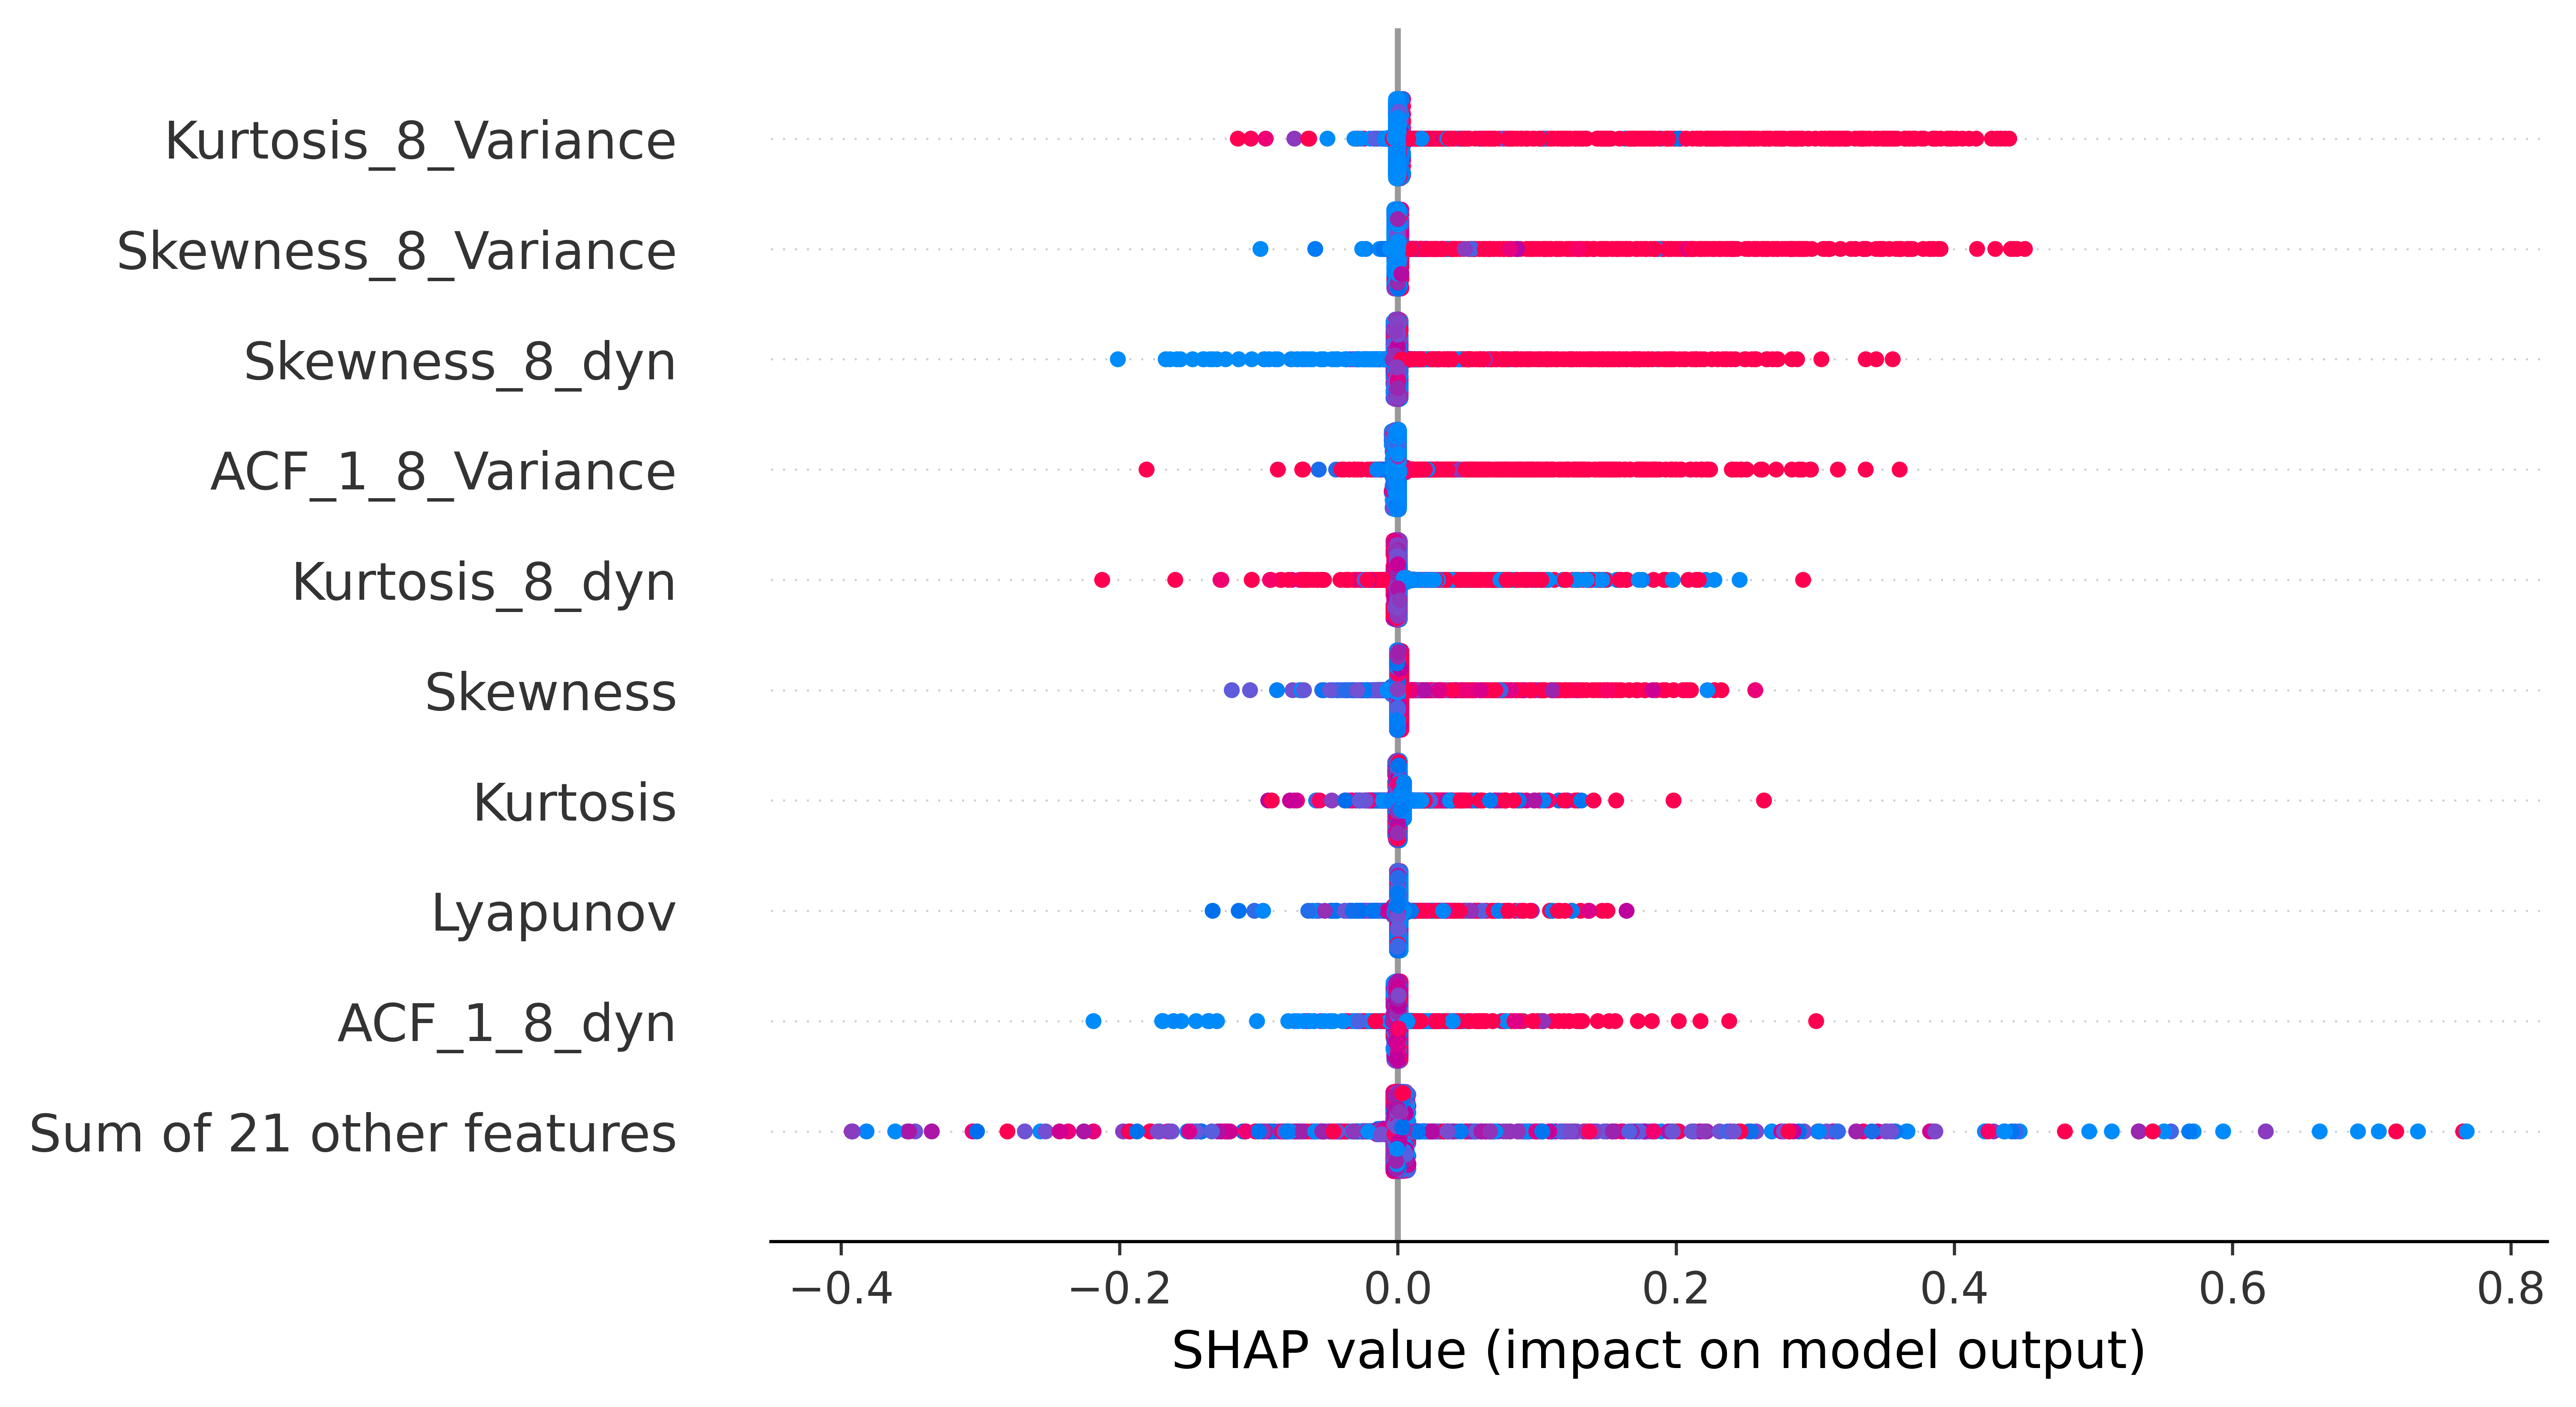 Kurtosis_8_Variance
Skewness_8_Variance
Skewness_8_dyn
ACF_1_8_Variance
Kurtosis_8_dyn
Skewness
Kurtosis
Lyapunov
ACF_1_8_dyn
Sum of 21 other features
−0.4 −0.2 0.0 0.2 0.4 0.6 0.8
SHAP value (impact on model output)